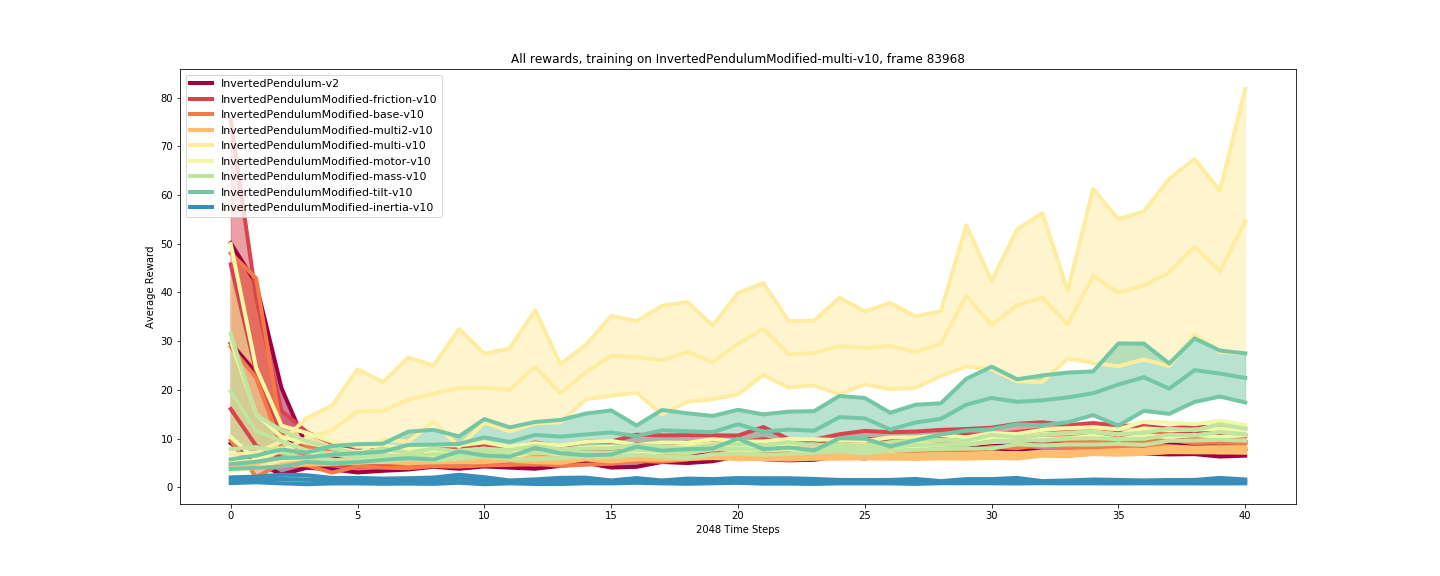 All rewards, training on InvertedPendulumModified-multi-v10, frame 83968
InvertedPendulum-v2
InvertedPendulumModified-friction-v10
InvertedPendulumModified-base-v10
InvertedPendulumModified-multi2-v10
InvertedPendulumModified-multi-v10
InvertedPendulumModified-motor-v10
InvertedPendulumModified-mass-v10
InvertedPendulumModified-tilt-v10
InvertedPendulumModified-inertia-v10
Average Reward
80
70
60
50
40
30
20
10
0
0 5 10 15 20 25 30 35 40
2048 Time Steps